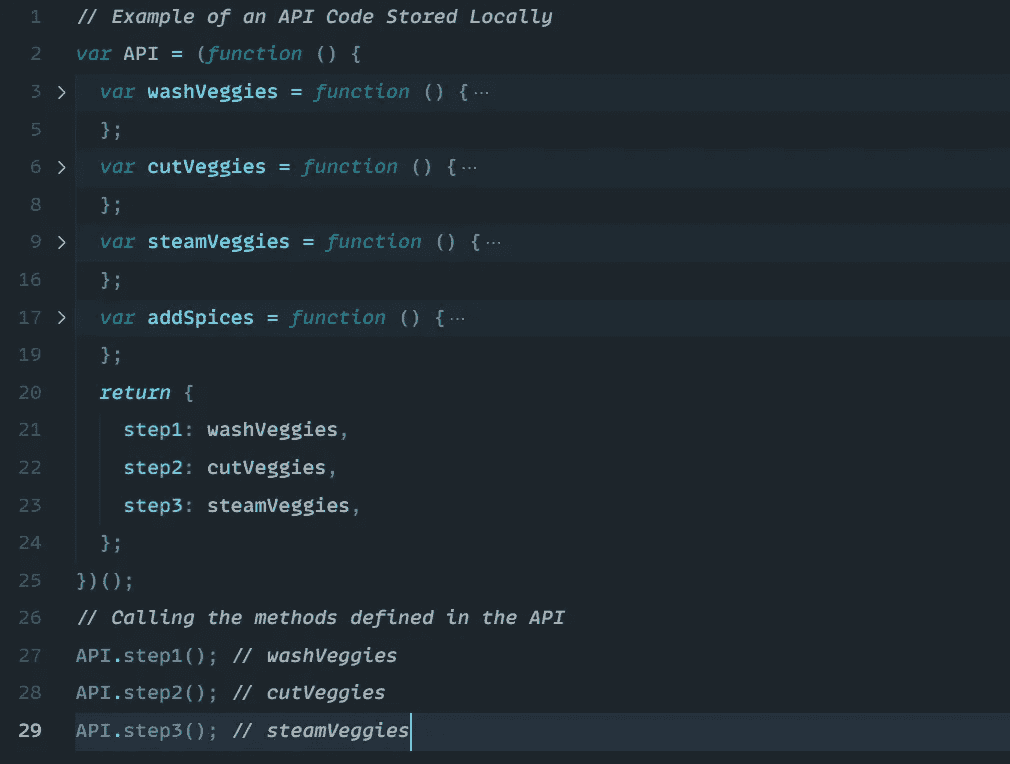 1 // Example of an API Code Stored Locally
2 var API = (function () {
3 > var washVeggies = function () {···
5 };
6 > var cutVeggies = function () {···
8 };
9 > var steamVeggies = function () {···
16 };
17 > var addSpices = function () {···
19 };
20 return {
21 step1: washVeggies,
22 step2: cutVeggies,
23 step3: steamVeggies,
24 };
25 })();
26 // Calling the methods defined in the API
27 API.step1(); // washVeggies
28 API.step2(); // cutVeggies
29 API.step3(); // steamVeggies